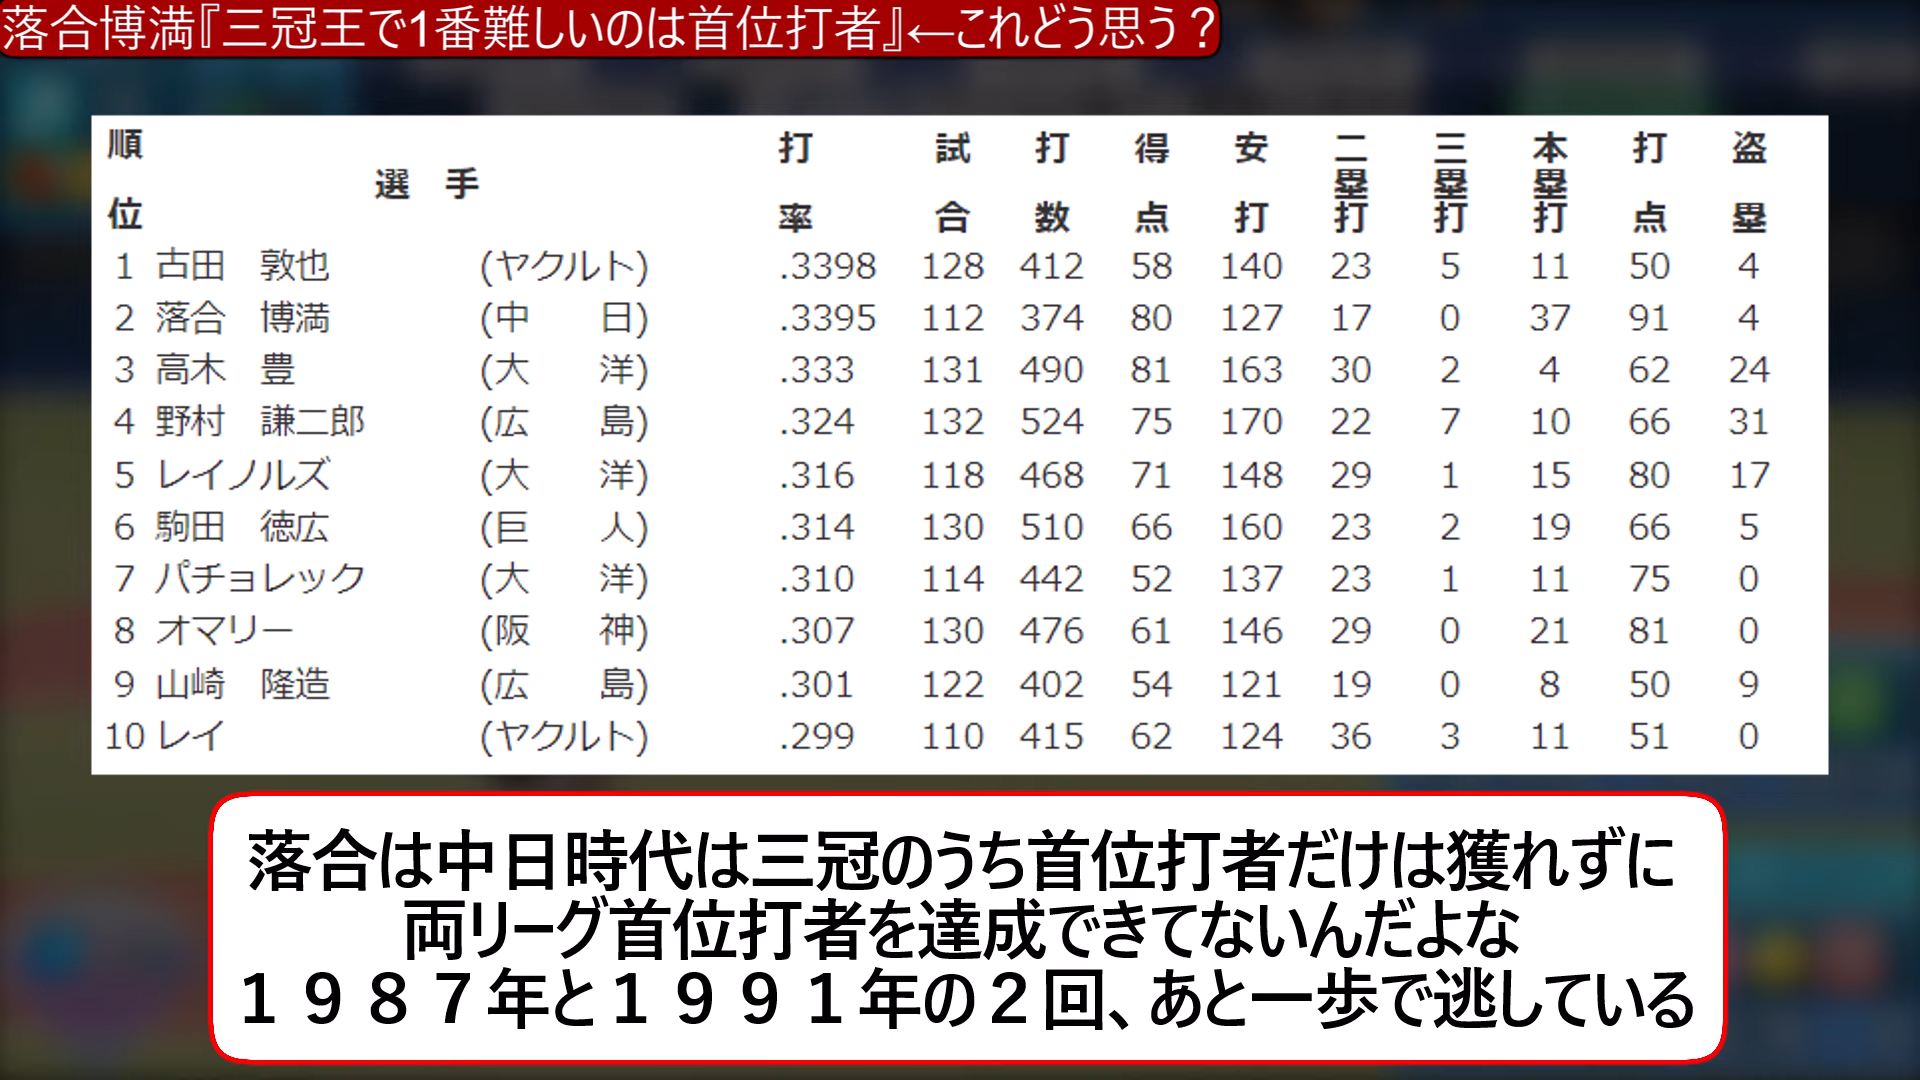 落合博満『三冠王で1番難しいのは首位打者』←これどう思う？
順位 選手 打率 試合 打数 得点 安打 二塁打 三塁打 本塁打 打点 盗塁
1 古田 敦也 (ヤクルト) .3398 128 412 58 140 23 5 11 50 4
2 落合 博満 (中 日) .3395 112 374 80 127 17 0 37 91 4
3 高木 豊 (大 洋) .333 131 490 81 163 30 2 4 62 24
4 野村 謙二郎 (広 島) .324 132 524 75 170 22 7 10 66 31
5 レイノルズ (大 洋) .316 118 468 71 148 29 1 15 80 17
6 駒田 徳広 (巨 人) .314 130 510 66 160 23 2 19 66 5
7 パチョレック (大 洋) .310 114 442 52 137 23 1 11 75 0
8 オマリー (阪 神) .307 130 476 61 146 29 0 21 81 0
9 山崎 隆造 (広 島) .301 122 402 54 121 19 0 8 50 9
10 レイ (ヤクルト) .299 110 415 62 124 36 3 11 51 0
落合は中日時代は三冠のうち首位打者だけは獲れずに
両リーグ首位打者を達成できてないんだよな
１９８７年と１９９１年の２回、あと一歩で逃している